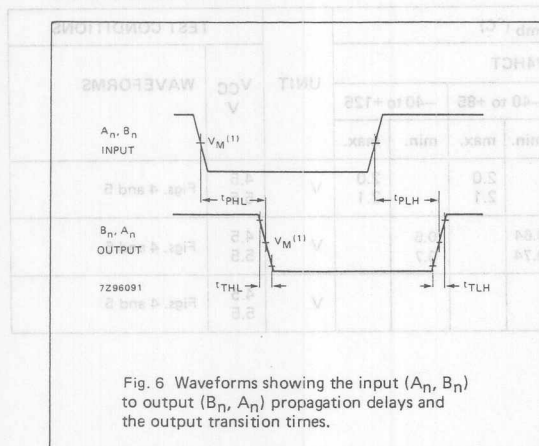 An, Bn
INPUT
VM(1)
tPHL
tPLH
Bn, An
OUTPUT
VM(1)
7Z96091
tTHL
tTLH
Fig. 6 Waveforms showing the input (An, Bn)
to output (Bn, An) propagation delays and
the output transition times.